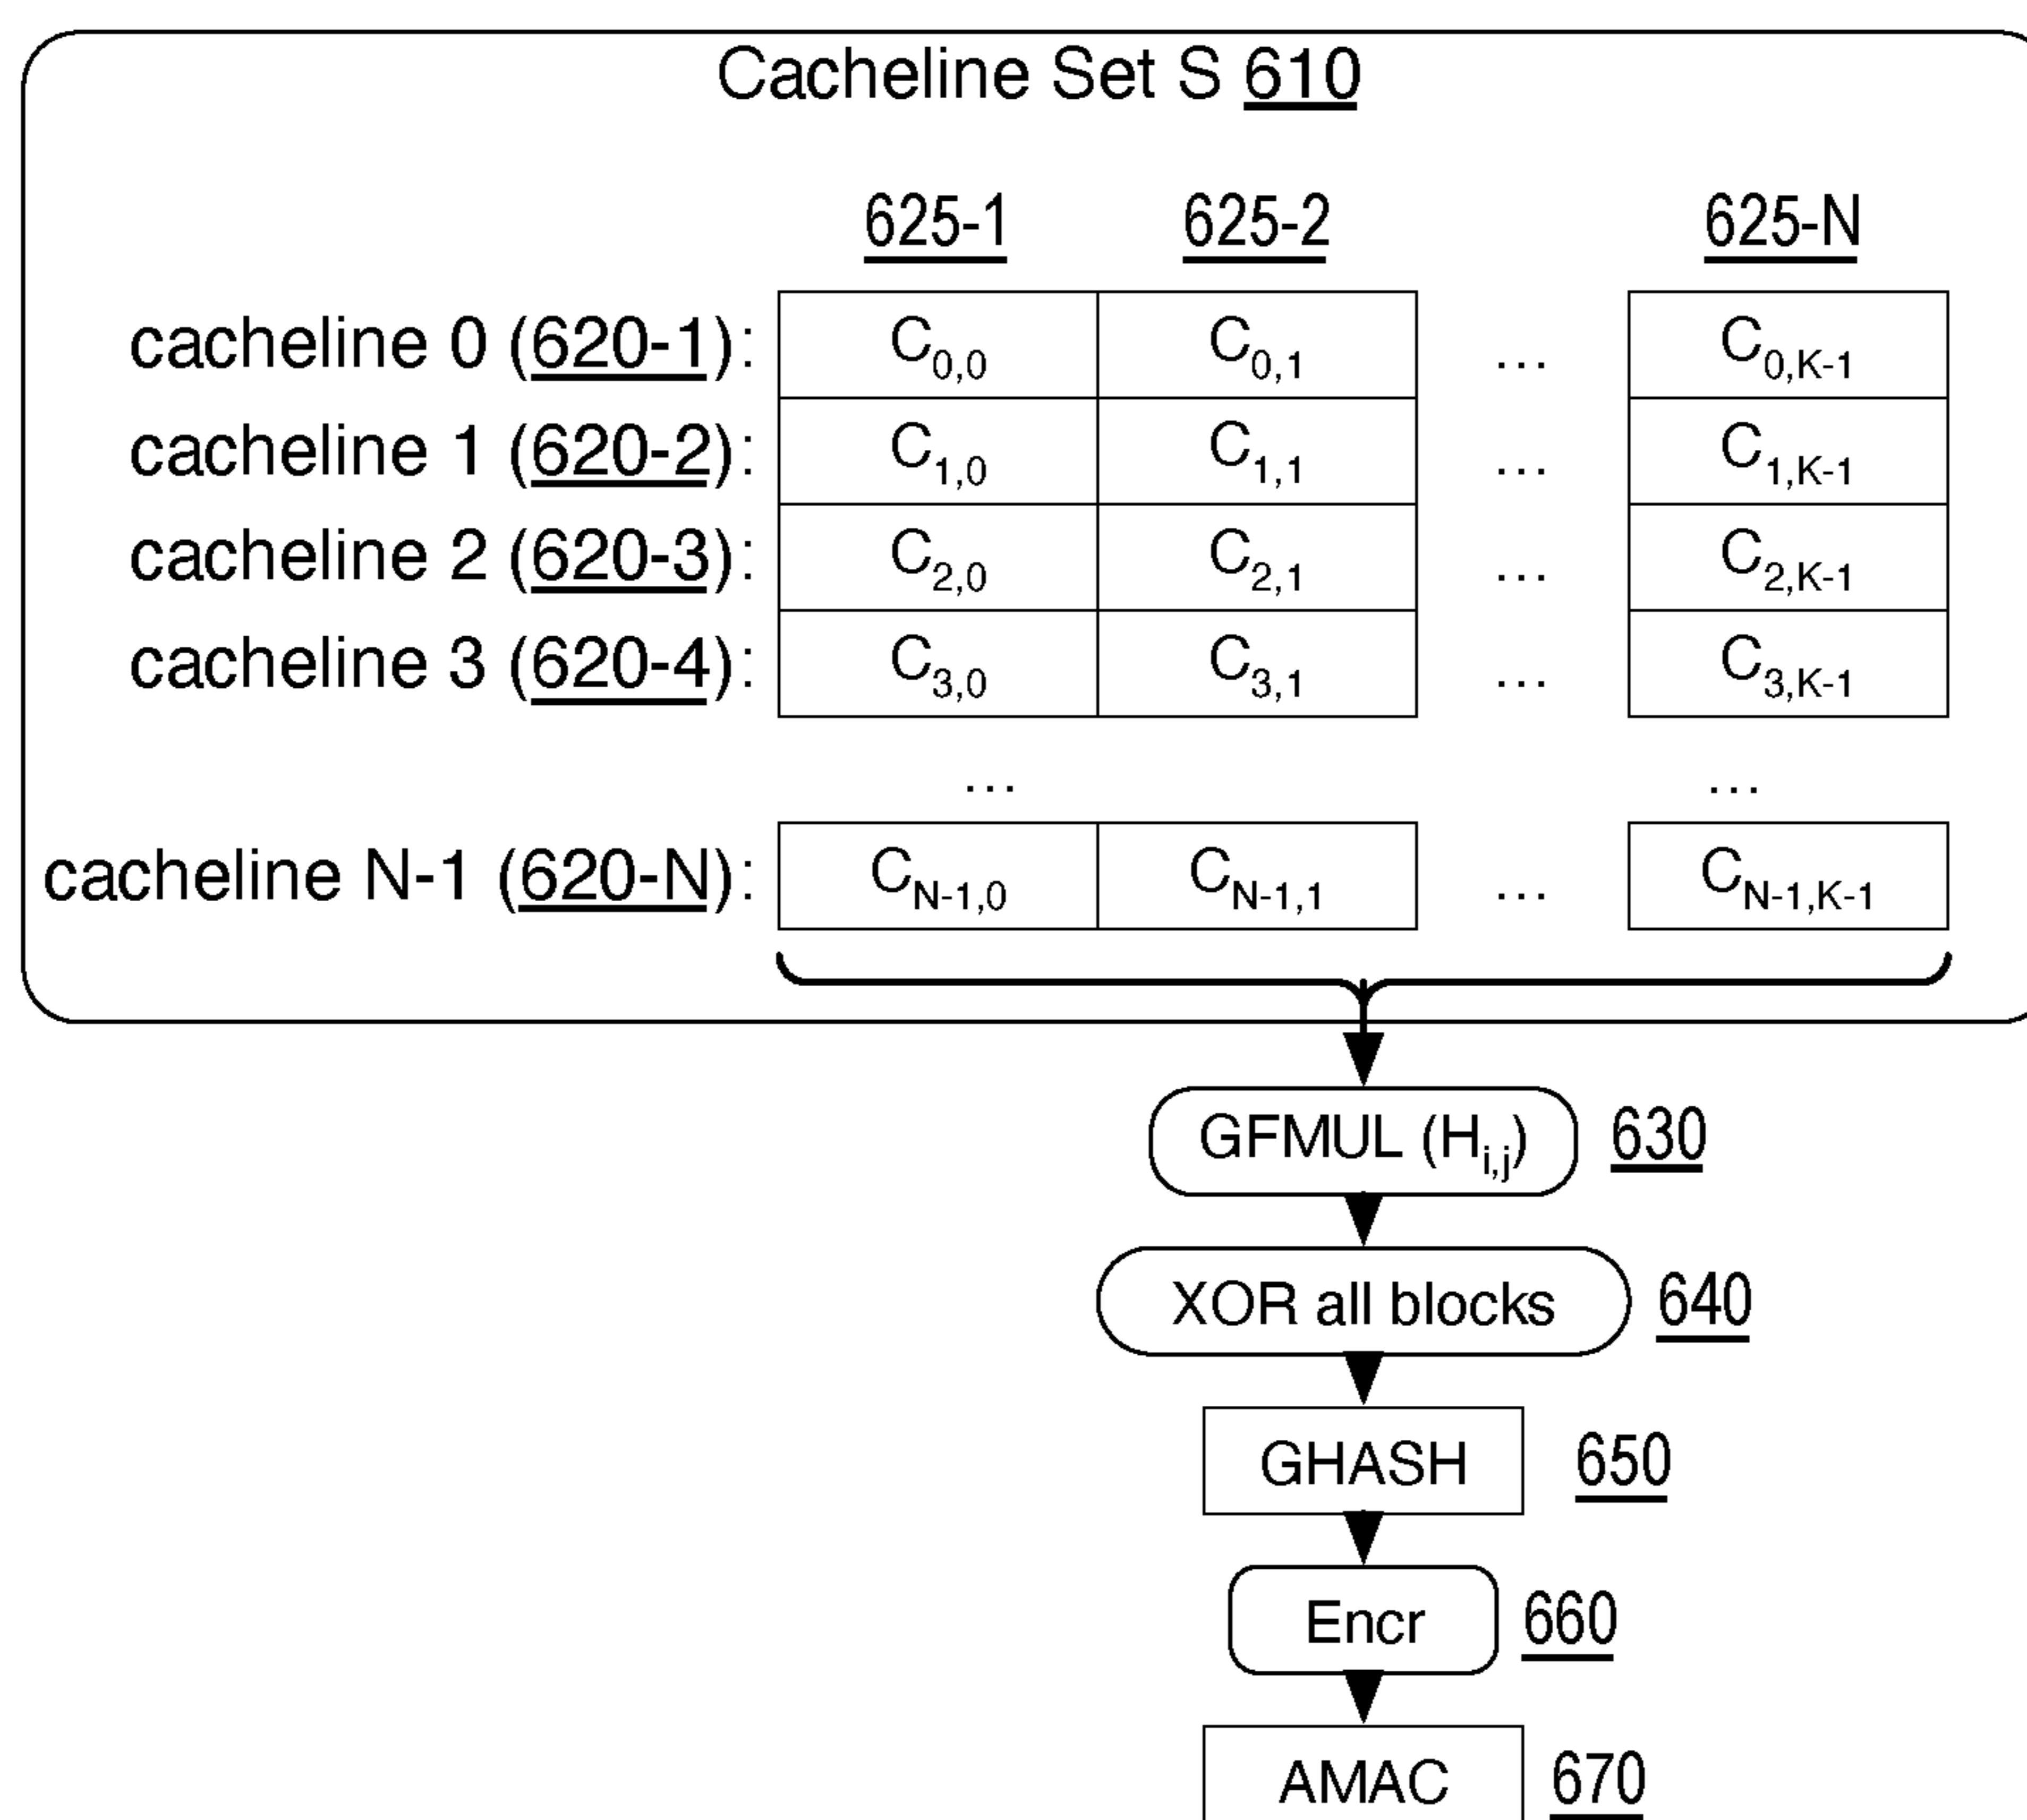 Cacheline Set S 610
625-1 625-2 625-N
cacheline 0 (620-1): C0,0 C0,1 ... C0,K-1
cacheline 1 (620-2): C1,0 C1,1 ... C1,K-1
cacheline 2 (620-3): C2,0 C2,1 ... C2,K-1
cacheline 3 (620-4): C3,0 C3,1 ... C3,K-1
... ...
cacheline N-1 (620-N): CN-1,0 CN-1,1 ... CN-1,K-1
GFMUL (Hi,j) 630
XOR all blocks 640
GHASH 650
Encr 660
AMAC 670